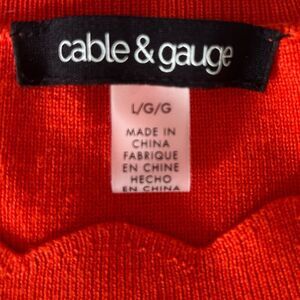 cable & gauge
L/G/G
MADE IN
CHINA
FABRIQUE
EN CHINE
HECHO
EN CHINA